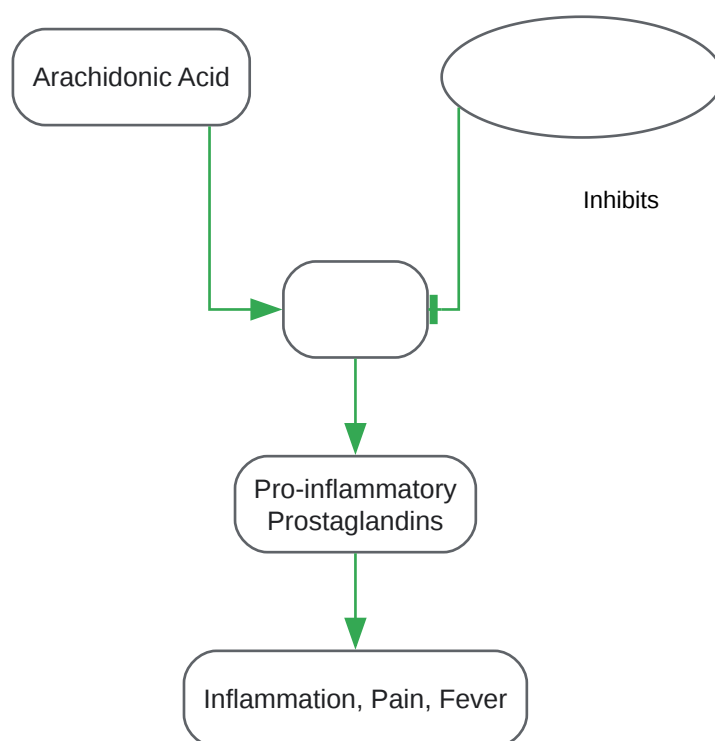 Arachidonic Acid
Inhibits
Pro-inflammatory
Prostaglandins
Inflammation, Pain, Fever